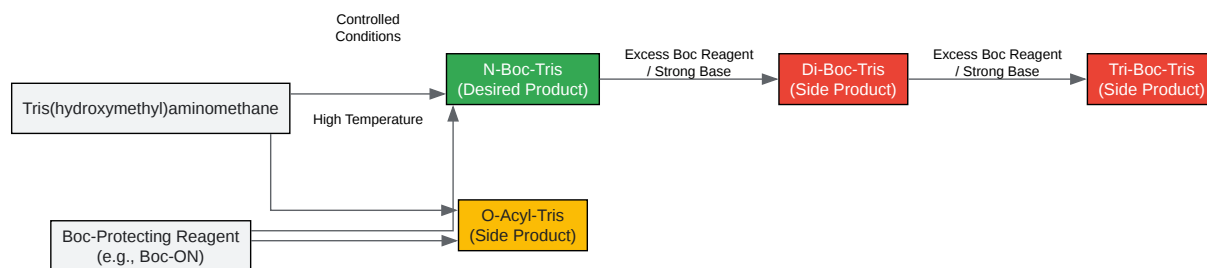 Controlled
Conditions
Tris(hydroxymethyl)aminomethane
High Temperature
N-Boc-Tris
(Desired Product)
Excess Boc Reagent
/ Strong Base
Di-Boc-Tris
(Side Product)
Excess Boc Reagent
/ Strong Base
Tri-Boc-Tris
(Side Product)
Boc-Protecting Reagent
(e.g., Boc-ON)
O-Acyl-Tris
(Side Product)